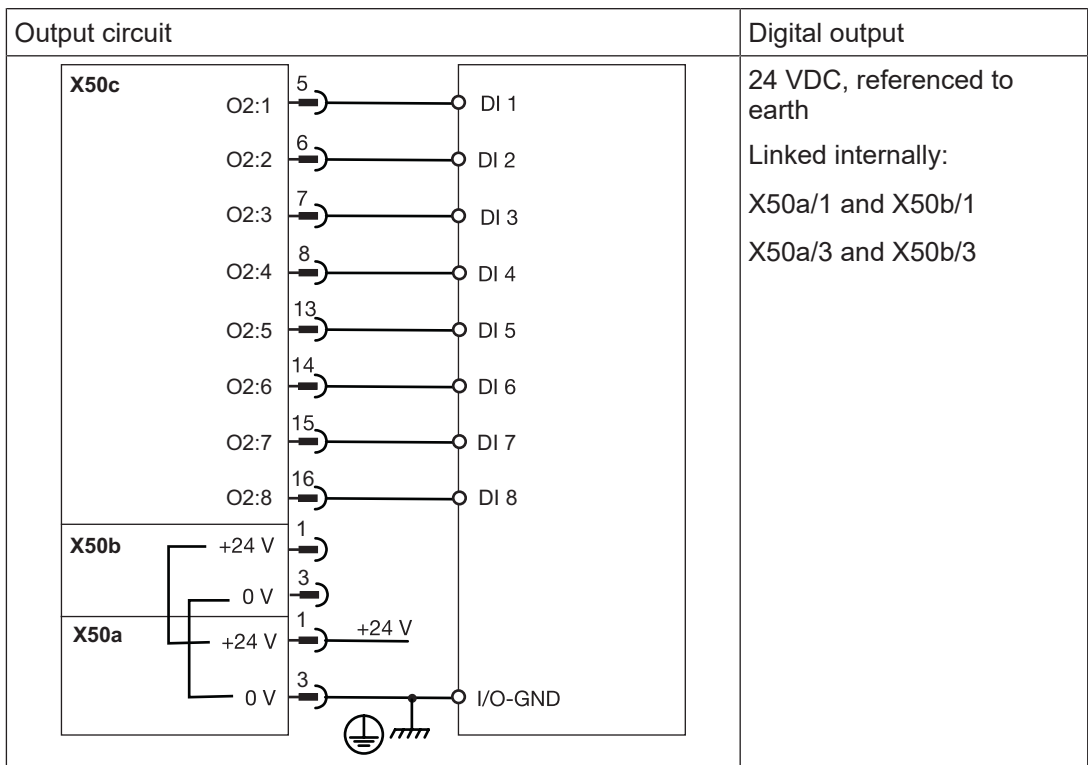 Output circuit
Digital output
X50c
O2:1 5 DI 1
O2:2 6 DI 2
O2:3 7 DI 3
O2:4 8 DI 4
O2:5 13 DI 5
O2:6 14 DI 6
O2:7 15 DI 7
O2:8 16 DI 8
X50b +24 V 1
0 V 3
X50a +24 V 1 +24 V
0 V 3 I/O-GND
24 VDC, referenced to
earth
Linked internally:
X50a/1 and X50b/1
X50a/3 and X50b/3